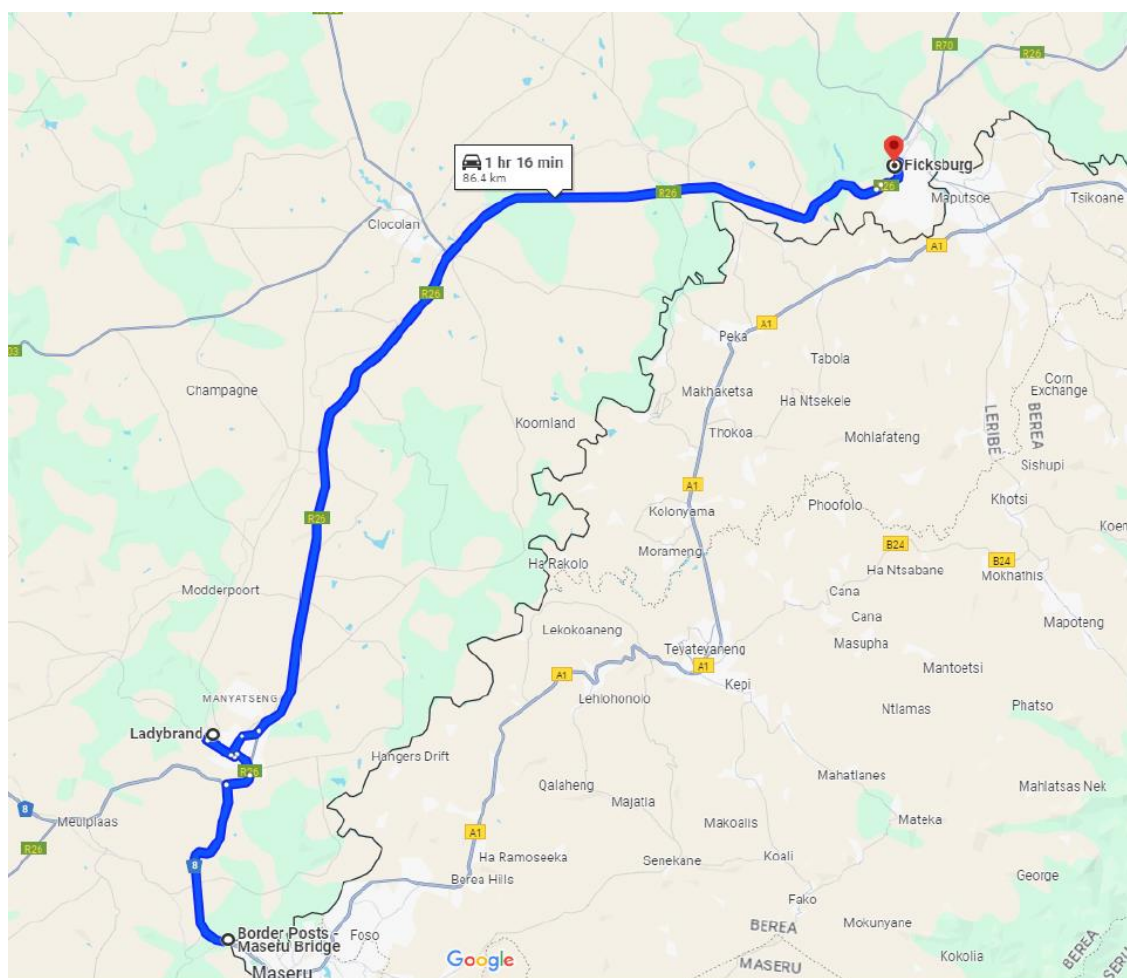 R70
R26
1 hr 16 min
86.4 km
Ficksburg
R26
R26
Maputsoe
Tsikoane
Clocolan
A1
R26
A1
Peka
03
Tabola
Champagne
Makhaketsa
Ha Ntsekele
Corn
Exchange
Koornland
Thokoa
Mohlafateng
LERIBE
BEREA
Sishupi
A1
Khotsi
Phoofolo
Kolonyama
R26
Koen
Morameng
B24
Ha Rakolo
Ha Ntsabane
B24
Mokhathis
Modderpoort
Cana
Cana
Mapoteng
Lekokoaneng
Teyateyaneng
Masupha
A1
A1
Mantoetsi
MANYATSENG
Lehlohonolo
Kepi
Ntlamas
Phatso
Ladybrand
Hangers Drift
R26
Mahatlanes
Qalaheng
Mahlatsas Nek
8
Majatla
Meulplaas
Makoalis
Mateka
A1
R26
Ha Ramoseeka
Senekane
Koali
8
Berea Hills
George
Fako
Border Posts -
Maseru Bridge
Foso
BEREA
Mokunyane
Google
Maseru
MASERU
Kokolia
BEREA
MASERU